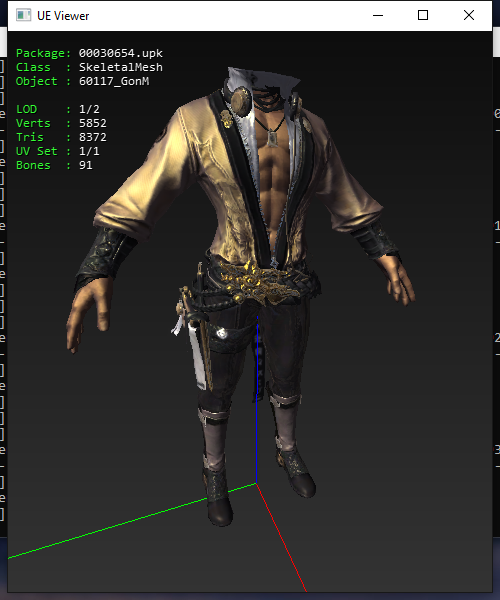 UE Viewer
Package: 00030654.upk
Class : SkeletalMesh
Object : 60117_GonM
LOD : 1/2
Verts : 5852
Tris : 8372
UV Set : 1/1
Bones : 91